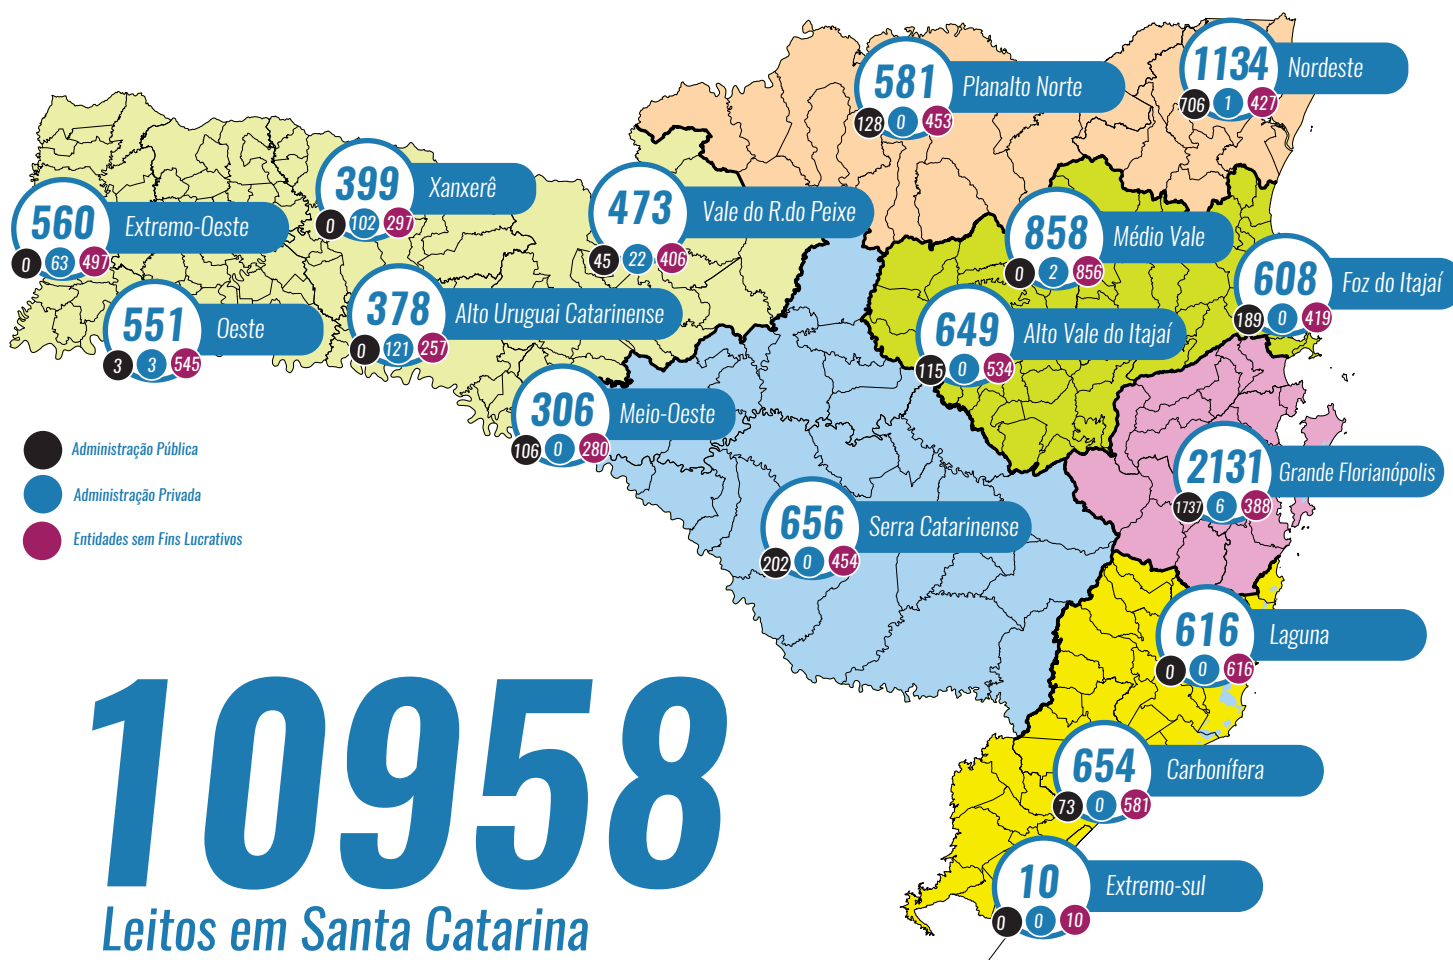 581
Planalto Norte
128 0 453
1134
Nordeste
706 1 427
399
Xanxerê
0 102 297
473
Vale do R.do Peixe
45 22 406
560
Extremo-Oeste
0 63 497
858
Médio Vale
0 2 856
608
Foz do Itajaí
189 0 419
551
Oeste
3 3 545
378
Alto Uruguai Catarinense
0 121 257
649
Alto Vale do Itajaí
115 0 534
306
Meio-Oeste
106 0 280
Administração Pública
Administração Privada
Entidades sem Fins Lucrativos
2131
Grande Florianópolis
1737 6 388
656
Serra Catarinense
202 0 454
616
Laguna
0 0 616
654
Carbonífera
73 0 581
10
Extremo-sul
0 0 10
10958
Leitos em Santa Catarina